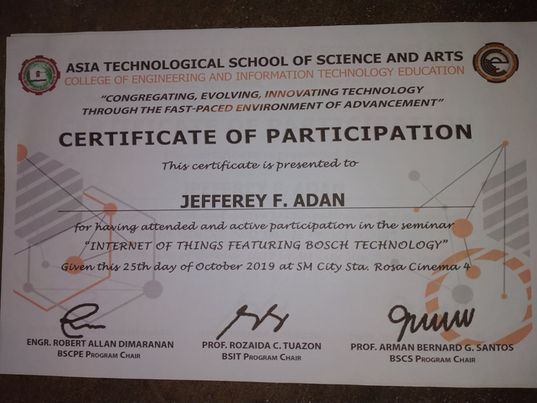 ASIA TECHNOLOGICAL SCHOOL OF SCIENCE AND ARTS
COLLEGE OF ENGINEERING AND INFORMATION TECHNOLOGY EDUCATION
"CONGREGATING, EVOLVING, INNOVATING TECHNOLOGY
THROUGH THE FAST-PACED ENVIRONMENT OF ADVANCEMENT"
CERTIFICATE OF PARTICIPATION
This certificate is presented to
JEFFEREY F. ADAN
for having attended and active participation in the seminar
"INTERNET OF THINGS FEATURING BOSCH TECHNOLOGY"
Given this 25th day of October 2019 at SM City Sta. Rosa Cinema 4
ENGR. ROBERT ALLAN DIMARANAN
BSCPE PROGRAM CHAIR
PROF. ROZAIDA C. TUAZON
BSIT PROGRAM CHAIR
PROF. ARMAN BERNARD G. SANTOS
BSCS PROGRAM CHAIR